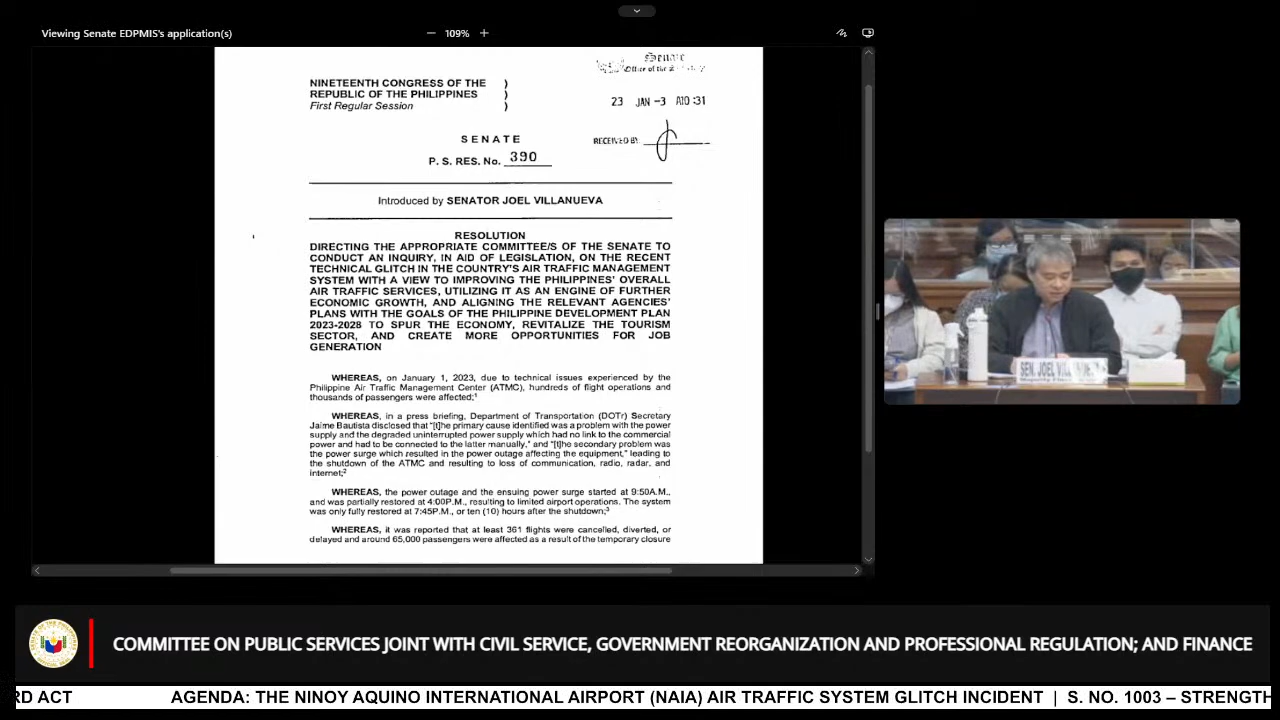 Viewing Senate EDPMIS's application(s)
109%
Senate
Office of the Secretary
NINETEENTH CONGRESS OF THE )
REPUBLIC OF THE PHILIPPINES )
First Regular Session )
23 JAN -3 A10:31
SENATE
RECEIVED BY:
P. S. RES. No. 390
Introduced by SENATOR JOEL VILLANUEVA
RESOLUTION
DIRECTING THE APPROPRIATE COMMITTEE/S OF THE SENATE TO
CONDUCT AN INQUIRY, IN AID OF LEGISLATION, ON THE RECENT
TECHNICAL GLITCH IN THE COUNTRY'S AIR TRAFFIC MANAGEMENT
SYSTEM WITH A VIEW TO IMPROVING THE PHILIPPINES' OVERALL
AIR TRAFFIC SERVICES, UTILIZING IT AS AN ENGINE OF FURTHER
ECONOMIC GROWTH, AND ALIGNING THE RELEVANT AGENCIES'
PLANS WITH THE GOALS OF THE PHILIPPINE DEVELOPMENT PLAN
2023-2028 TO SPUR THE ECONOMY, REVITALIZE THE TOURISM
SECTOR, AND CREATE MORE OPPORTUNITIES FOR JOB
GENERATION
WHEREAS, on January 1, 2023, due to technical issues experienced by the
Philippine Air Traffic Management Center (ATMC), hundreds of flight operations and
thousands of passengers were affected;1
WHEREAS, in a press briefing, Department of Transportation (DOTr) Secretary
Jaime Bautista disclosed that "[t]he primary cause identified was a problem with the power
supply and the degraded uninterrupted power supply which had no link to the commercial
power and had to be connected to the latter manually," and "[t]he secondary problem was
the power surge which resulted in the power outage affecting the equipment," leading to
the shutdown of the ATMC and resulting to loss of communication, radio, radar, and
internet;2
WHEREAS, the power outage and the ensuing power surge started at 9:50A.M.,
and was partially restored at 4:00P.M., resulting to limited airport operations. The system
was only fully restored at 7:45P.M., or ten (10) hours after the shutdown;3
WHEREAS, it was reported that at least 361 flights were cancelled, diverted, or
delayed and around 65,000 passengers were affected as a result of the temporary closure
SEN. JOEL
COMMITTEE ON PUBLIC SERVICES JOINT WITH CIVIL SERVICE, GOVERNMENT REORGANIZATION AND PROFESSIONAL REGULATION; AND FINANCE
RD ACT AGENDA: THE NINOY AQUINO INTERNATIONAL AIRPORT (NAIA) AIR TRAFFIC SYSTEM GLITCH INCIDENT | S. NO. 1003 – STRENGTH